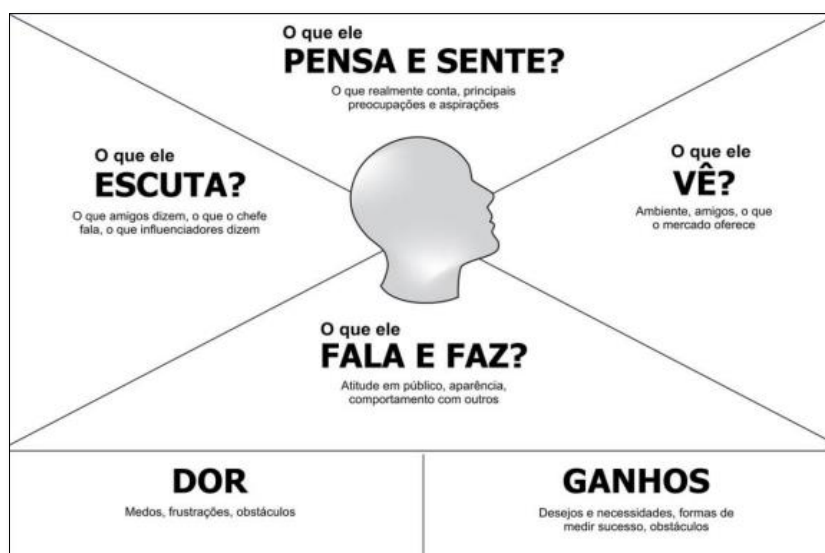 O que ele
PENSA E SENTE?
O que realmente conta, principais
preocupações e aspirações
O que ele
ESCUTA?
O que amigos dizem, o que o chefe
fala, o que influenciadores dizem
O que ele
VÊ?
Ambiente, amigos, o que
o mercado oferece
O que ele
FALA E FAZ?
Atitude em público, aparência,
comportamento com outros
DOR
Medos, frustrações, obstáculos
GANHOS
Desejos e necessidades, formas de
medir sucesso, obstáculos